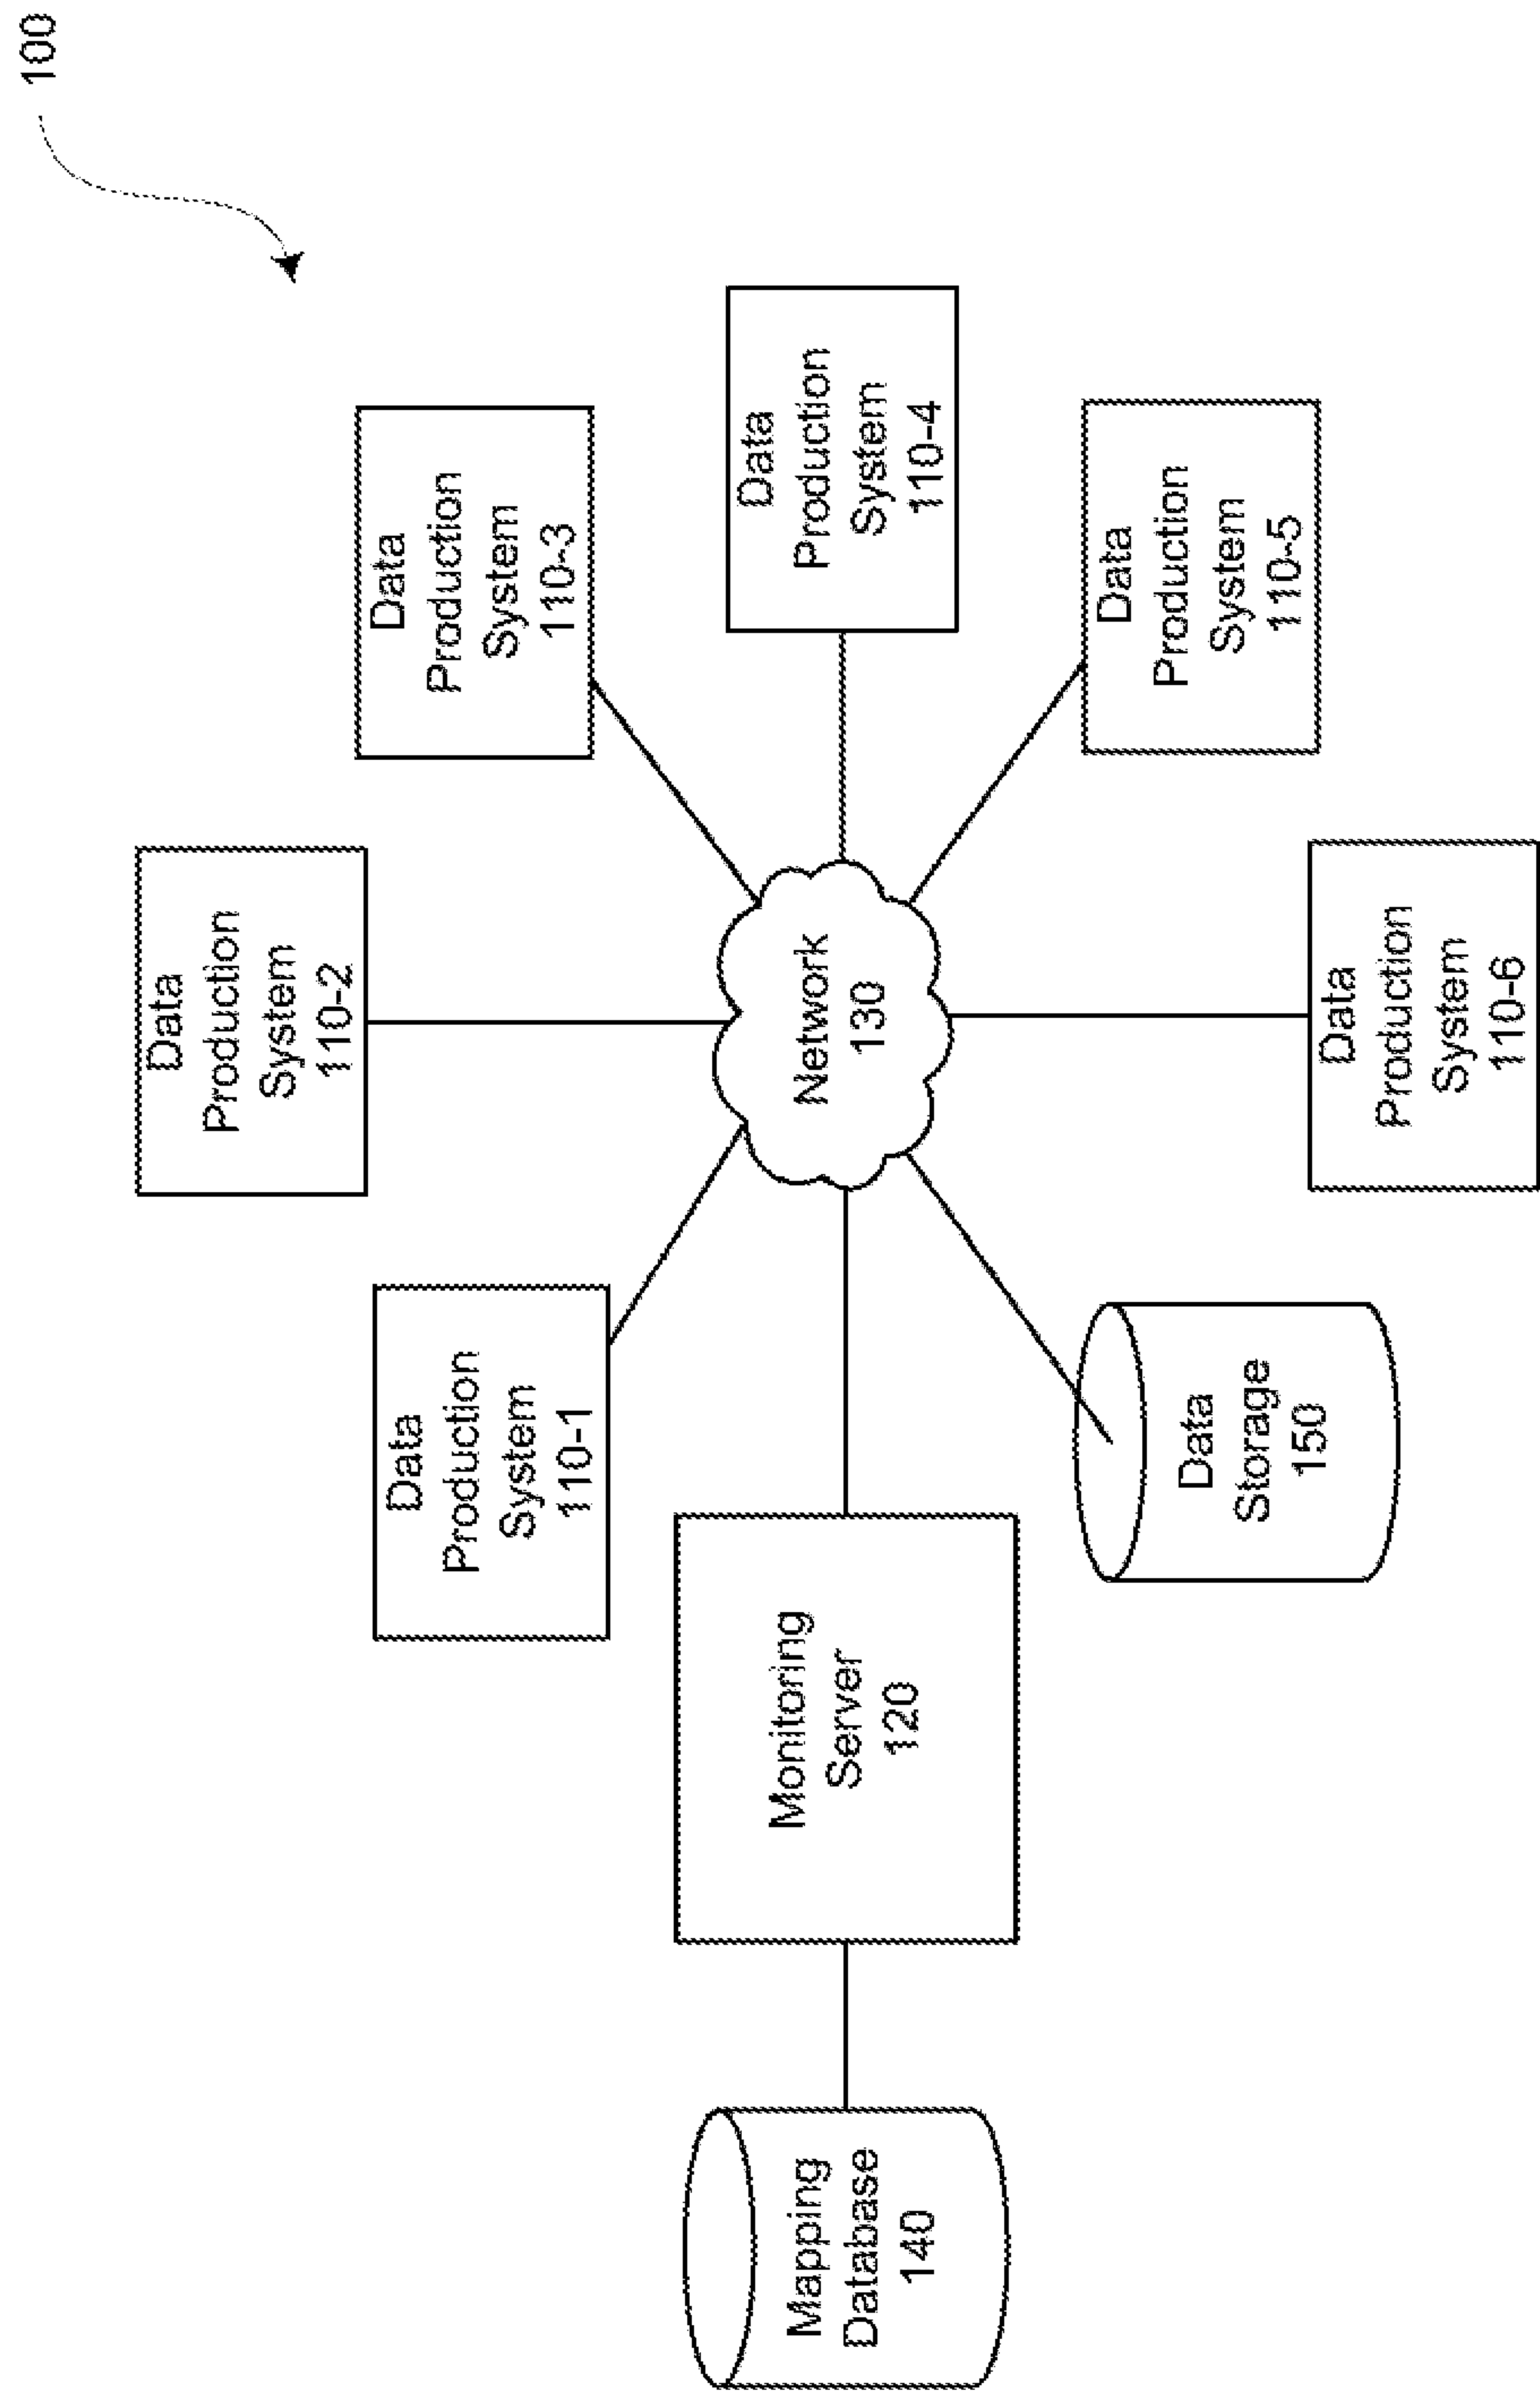 100
Data
Production
System
110-1
Data
Production
System
110-2
Data
Production
System
110-3
Data
Production
System
110-4
Data
Production
System
110-5
Data
Production
System
110-6
Network
130
Monitoring
Server
120
Mapping
Database
140
Data
Storage
150